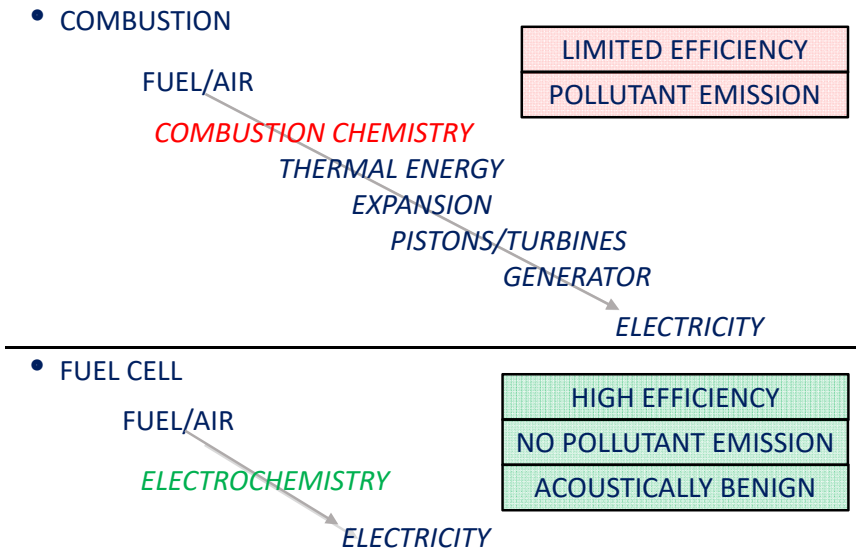 • COMBUSTION
LIMITED EFFICIENCY
POLLUTANT EMISSION
FUEL/AIR
COMBUSTION CHEMISTRY
THERMAL ENERGY
EXPANSION
PISTONS/TURBINES
GENERATOR
ELECTRICITY
• FUEL CELL
HIGH EFFICIENCY
NO POLLUTANT EMISSION
ACOUSTICALLY BENIGN
FUEL/AIR
ELECTROCHEMISTRY
ELECTRICITY